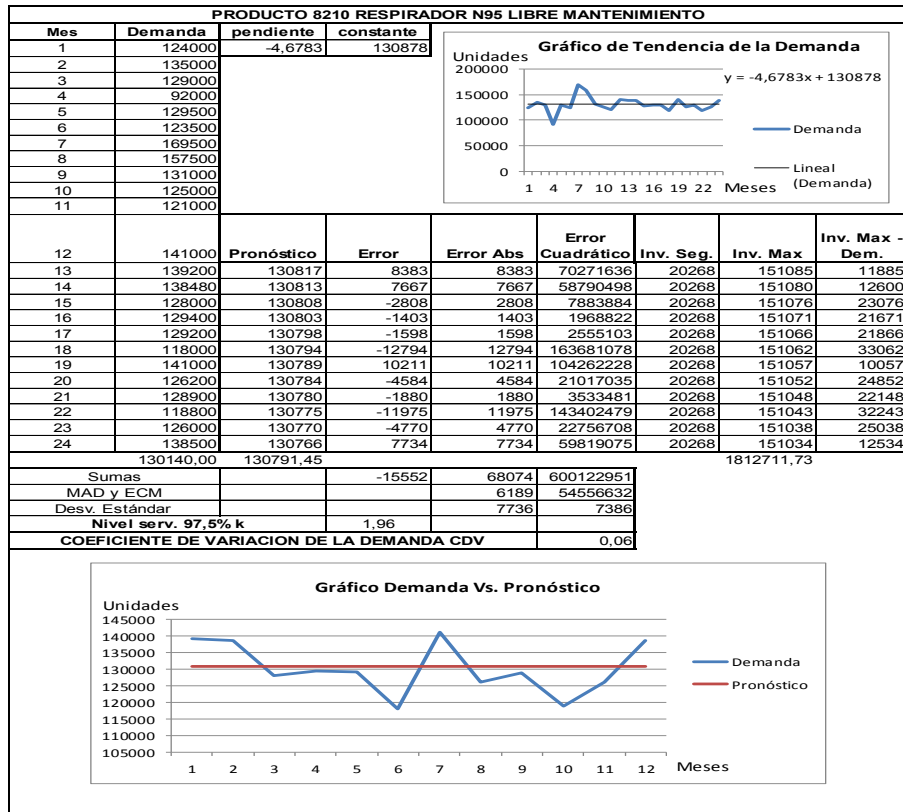 PRODUCTO 8210 RESPIRADOR N95 LIBRE MANTENIMIENTO
Mes Demanda pendiente constante
1 124000 -4,6783 130878
2 135000
3 129000
4 92000
5 129500
6 123500
7 169500
8 157500
9 131000
10 125000
11 121000
Gráfico de Tendencia de la Demanda
Unidades
200000
150000
100000
50000
0
y = -4,6783x + 130878
Demanda
Lineal
(Demanda)
1 4 7 10 13 16 19 22 Meses
12 141000 Pronóstico Error Error Abs Error Cuadrático Inv. Seg. Inv. Max Inv. Max - Dem.
13 139200 130817 8383 8383 70271636 20268 151085 11885
14 138480 130813 7667 7667 58790498 20268 151080 12600
15 128000 130808 -2808 2808 7883884 20268 151076 23076
16 129400 130803 -1403 1403 1968822 20268 151071 21671
17 129200 130798 -1598 1598 2555103 20268 151066 21866
18 118000 130794 -12794 12794 163681078 20268 151062 33062
19 141000 130789 10211 10211 104262228 20268 151057 10057
20 126200 130784 -4584 4584 21017035 20268 151052 24852
21 128900 130780 -1880 1880 3533481 20268 151048 22148
22 118800 130775 -11975 11975 143402479 20268 151043 32243
23 126000 130770 -4770 4770 22756708 20268 151038 25038
24 138500 130766 7734 7734 59819075 20268 151034 12534
130140,00 130791,45 1812711,73
Sumas -15552 68074 600122951
MAD y ECM 6189 54556632
Desv. Estándar 7736 7386
Nivel serv. 97,5% k 1,96
COEFICIENTE DE VARIACION DE LA DEMANDA CDV 0,06
Gráfico Demanda Vs. Pronóstico
Unidades
145000
140000
135000
130000
125000
120000
115000
110000
105000
Demanda
Pronóstico
1 2 3 4 5 6 7 8 9 10 11 12 Meses